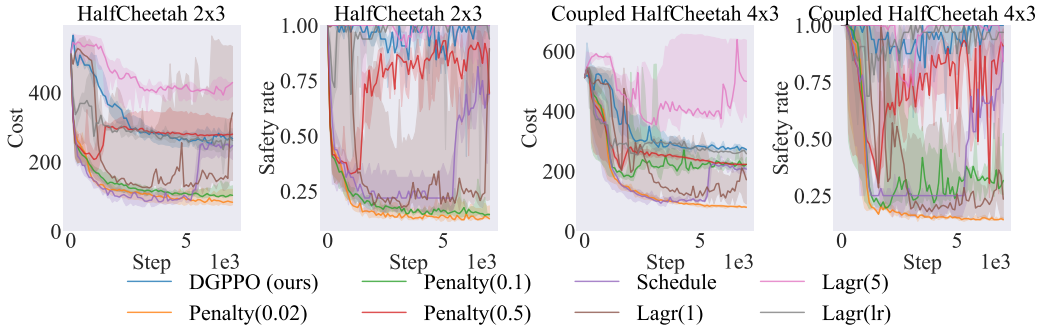 HalfCheetah 2x3
HalfCheetah 2x3
Coupled HalfCheetah 4x3
Coupled HalfCheetah 4x3
Cost
400
200
0
0
5
Step
1e3
Safety rate
1.00
0.75
0.50
0.25
0
5
Step
1e3
Cost
600
400
200
0
0
5
Step
1e3
Safety rate
1.00
0.75
0.50
0.25
0
5
Step
1e3
DGPPO (ours)
Penalty(0.1)
Schedule
Lagr(5)
Penalty(0.02)
Penalty(0.5)
Lagr(1)
Lagr(lr)